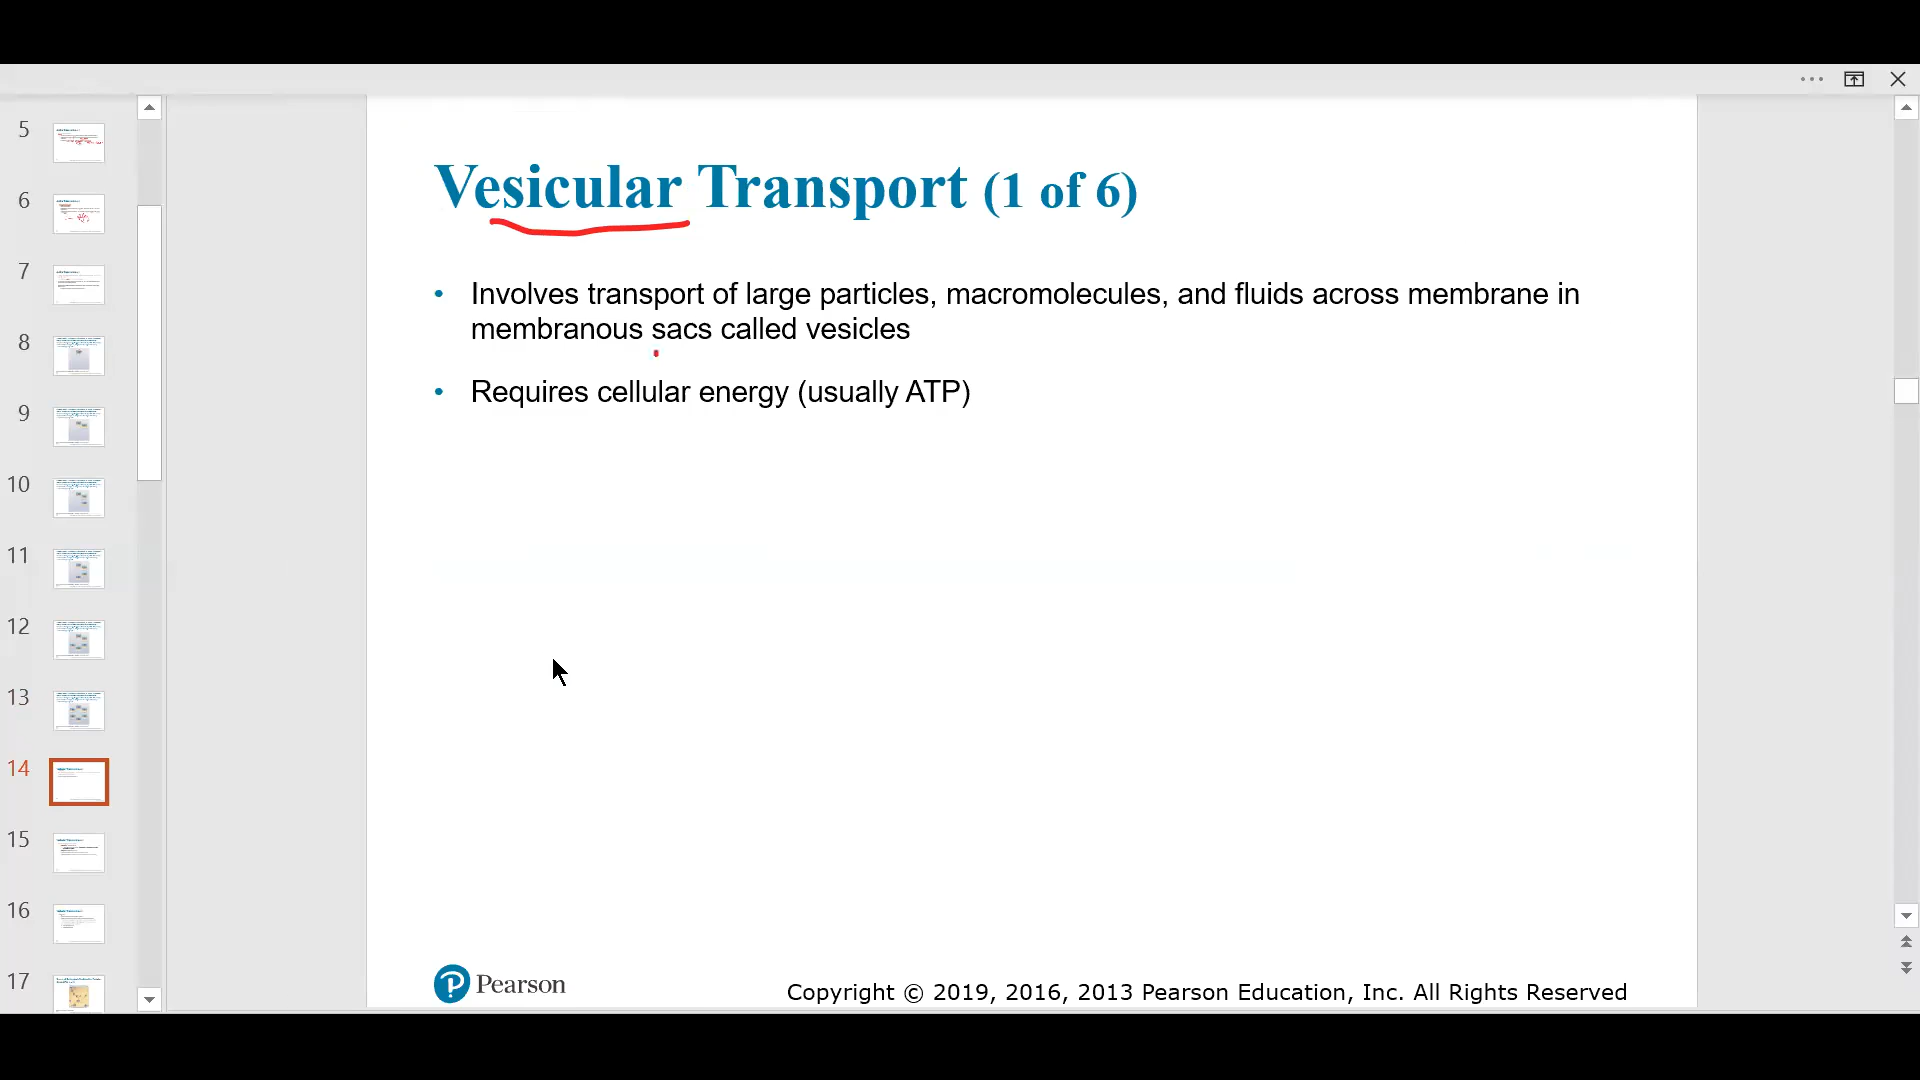 5
6
7
8
9
10
11
12
13
14
15
16
17
Vesicular Transport (1 of 6)
• Involves transport of large particles, macromolecules, and fluids across membrane in
membranous sacs called vesicles
• Requires cellular energy (usually ATP)
Pearson
Copyright © 2019, 2016, 2013 Pearson Education, Inc. All Rights Reserved